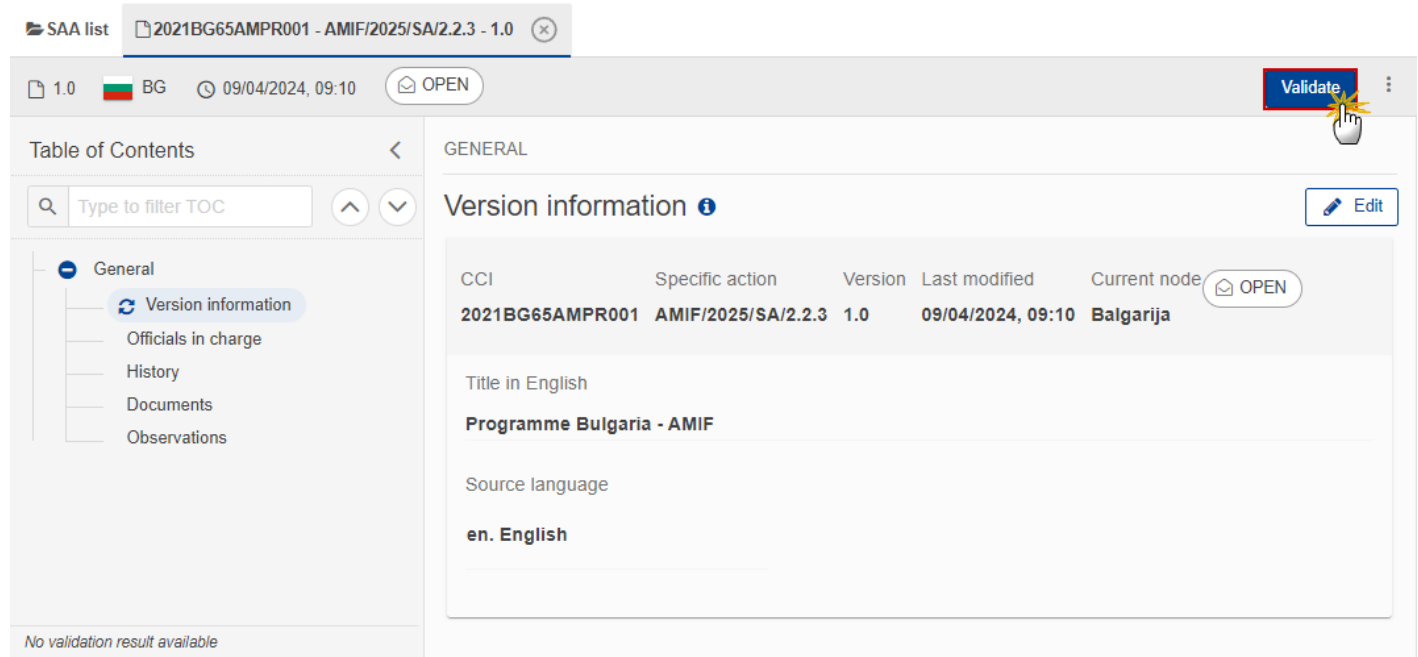 SAA list 2021BG65AMPR001 - AMIF/2025/SA/2.2.3 - 1.0
1.0 BG 09/04/2024, 09:10 OPEN Validate
Table of Contents
Type to filter TOC
General
Version information
Officials in charge
History
Documents
Observations
No validation result available
GENERAL
Version information Edit
CCI Specific action Version Last modified Current node OPEN
2021BG65AMPR001 AMIF/2025/SA/2.2.3 1.0 09/04/2024, 09:10 Balgarija
Title in English
Programme Bulgaria - AMIF
Source language
en. English